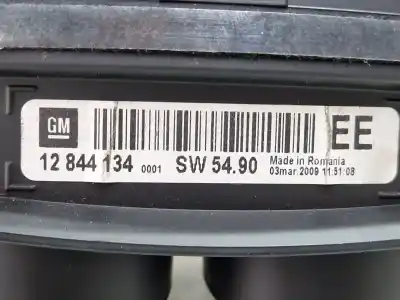 GM
EE
12 844 134 0001 SW 54.90
Made in Romania
03mar.2009 11:51:08